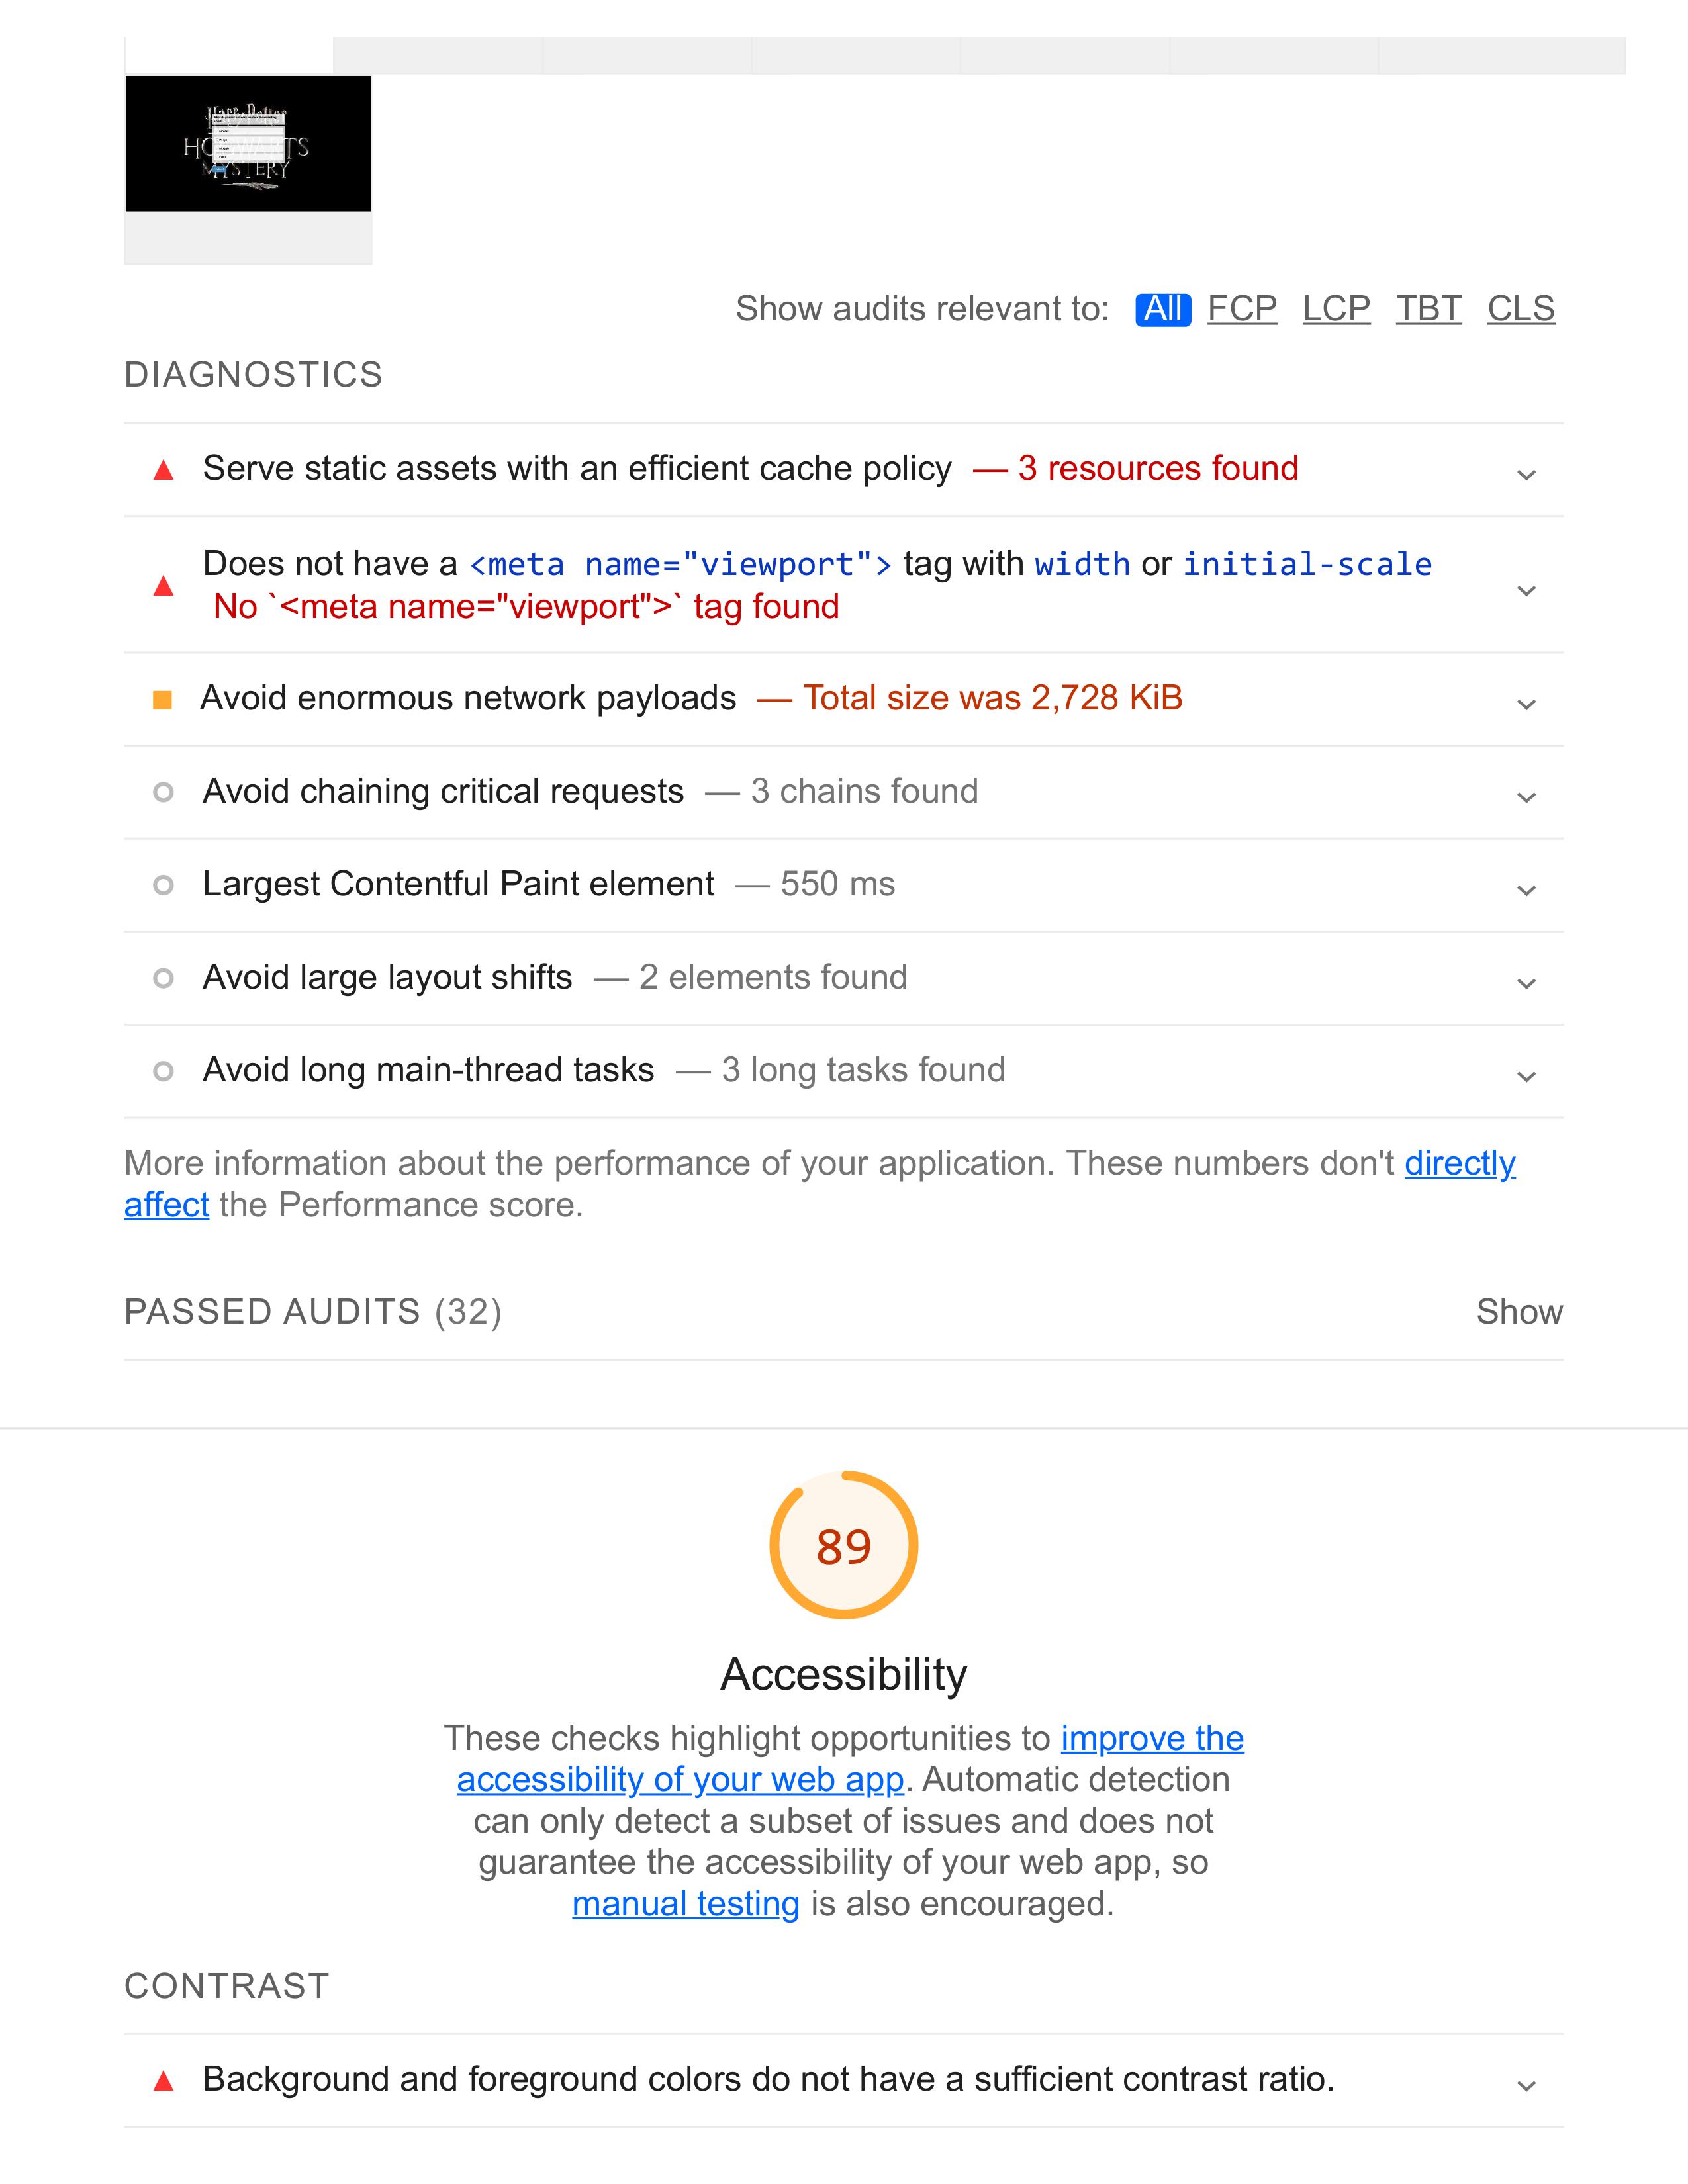 Harry Potter
HOGWARTS
MYSTERY
Show audits relevant to: All FCP LCP TBT CLS
DIAGNOSTICS
Serve static assets with an efficient cache policy — 3 resources found
Does not have a <meta name="viewport"> tag with width or initial-scale
No `<meta name="viewport">` tag found
Avoid enormous network payloads — Total size was 2,728 KiB
Avoid chaining critical requests — 3 chains found
Largest Contentful Paint element — 550 ms
Avoid large layout shifts — 2 elements found
Avoid long main-thread tasks — 3 long tasks found
More information about the performance of your application. These numbers don't directly
affect the Performance score.
PASSED AUDITS (32) Show
89
Accessibility
These checks highlight opportunities to improve the
accessibility of your web app. Automatic detection
can only detect a subset of issues and does not
guarantee the accessibility of your web app, so
manual testing is also encouraged.
CONTRAST
Background and foreground colors do not have a sufficient contrast ratio.